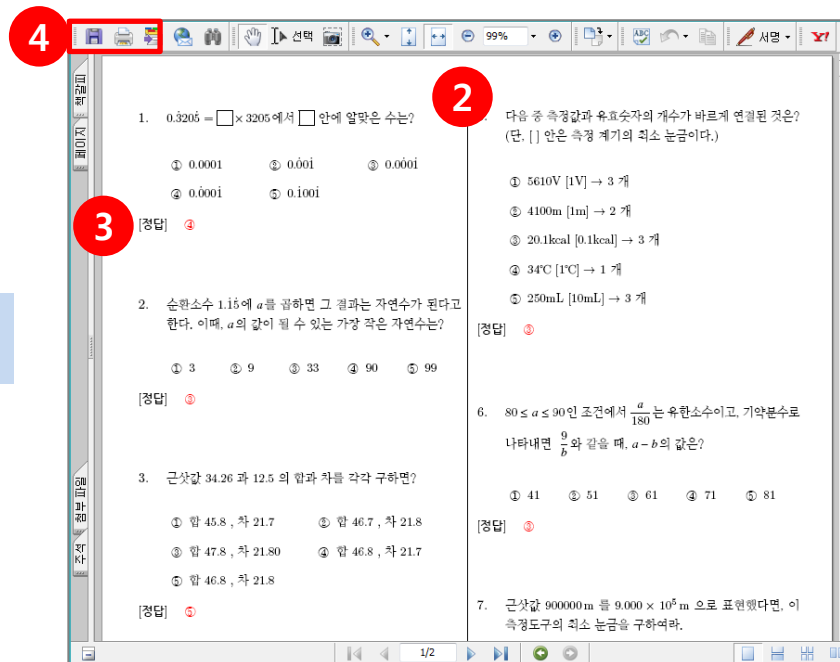 4
선택
99%
ABC
서명
Y!
책갈피
페이지
첨부 파일
주석
1. 0.3̇205̇ = □ × 3205에서 □ 안에 알맞은 수는?
① 0.0001 ② 0.0̇01̇ ③ 0.0̇001̇
④ 0.0̇0001̇ ⑤ 0.1̇001̇
3
[정답] ④
2. 순환소수 1.1̇5̇에 a를 곱하면 그 결과는 자연수가 된다고
한다. 이때, a의 값이 될 수 있는 가장 작은 자연수는?
① 3 ② 9 ③ 33 ④ 90 ⑤ 99
[정답] ③
3. 근삿값 34.26 과 12.5 의 합과 차를 각각 구하면?
① 합 45.8 , 차 21.7 ② 합 46.7 , 차 21.8
③ 합 47.8 , 차 21.80 ④ 합 46.8 , 차 21.7
⑤ 합 46.8 , 차 21.8
[정답] ⑤
2
다음 중 측정값과 유효숫자의 개수가 바르게 연결된 것은?
(단, [ ] 안은 측정 계기의 최소 눈금이다.)
① 5610V [1V] → 3 개
② 4100m [1m] → 2 개
③ 20.1kcal [0.1kcal] → 3 개
④ 34℃ [1℃] → 1 개
⑤ 250mL [10mL] → 3 개
[정답] ③
6. 80 ≤ a ≤ 90인 조건에서 a/180 는 유한소수이고, 기약분수로
나타내면 9/b 와 같을 때, a − b의 값은?
① 41 ② 51 ③ 61 ④ 71 ⑤ 81
[정답] ③
7. 근삿값 900000 m 를 9.000 × 10⁵ m 으로 표현했다면, 이
측정도구의 최소 눈금을 구하여라.
1/2